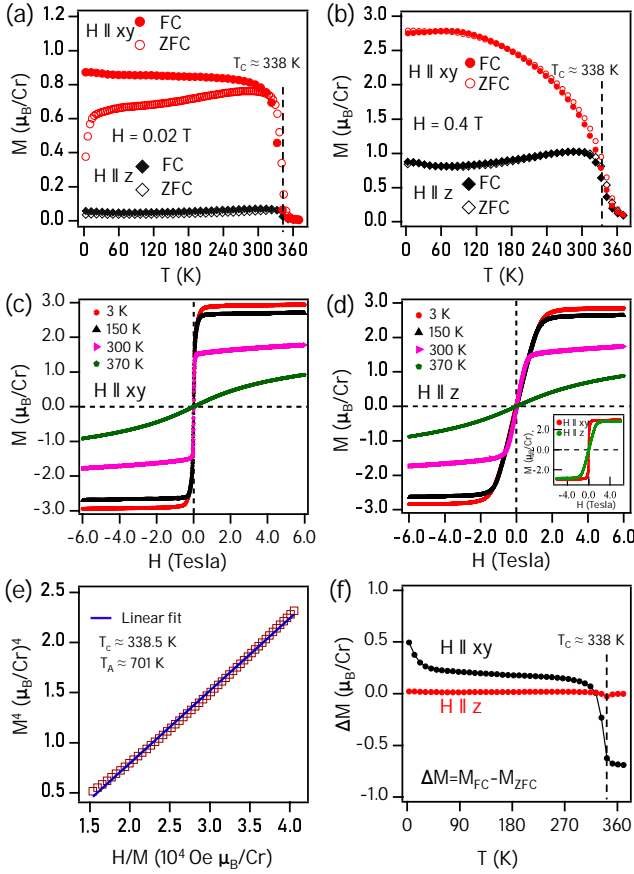 (a)
H ∥ xy
FC
ZFC
T_C ≈ 338 K
H = 0.02 T
H ∥ z
FC
ZFC
M (μ_B/Cr)
1.2
1.0
0.8
0.6
0.4
0.2
0.0
0 60 120 180 240 300 360
T (K)
(b)
H ∥ xy
FC
ZFC
T_C ≈ 338 K
H = 0.4 T
H ∥ z
FC
ZFC
M (μ_B/Cr)
3.0
2.5
2.0
1.5
1.0
0.5
0.0
0 60 120 180 240 300 360
T (K)
(c)
3 K
150 K
300 K
370 K
H ∥ xy
M (μ_B/Cr)
3.0
2.0
1.0
0.0
-1.0
-2.0
-3.0
-6.0 -4.0 -2.0 0.0 2.0 4.0 6.0
H (Tesla)
(d)
3 K
150 K
300 K
370 K
H ∥ z
M (μ_B/Cr)
3.0
2.0
1.0
0.0
-1.0
-2.0
-3.0
-6.0 -4.0 -2.0 0.0 2.0 4.0 6.0
H (Tesla)
H ∥ xy
H ∥ z
M (μ_B/Cr)
2.0
0.0
-2.0
-4.0 0.0 4.0
H (Tesla)
(e)
Linear fit
T_C ≈ 338.5 K
T_A ≈ 701 K
M⁴ (μ_B/Cr)⁴
2.5
2.0
1.5
1.0
0.5
1.5 2.0 2.5 3.0 3.5 4.0
H/M (10⁴ Oe μ_B/Cr)
(f)
T_C ≈ 338 K
H ∥ xy
H ∥ z
ΔM=M_FC-M_ZFC
ΔM (μ_B/Cr)
1.0
0.5
0.0
-0.5
-1.0
0 90 180 270 360
T (K)